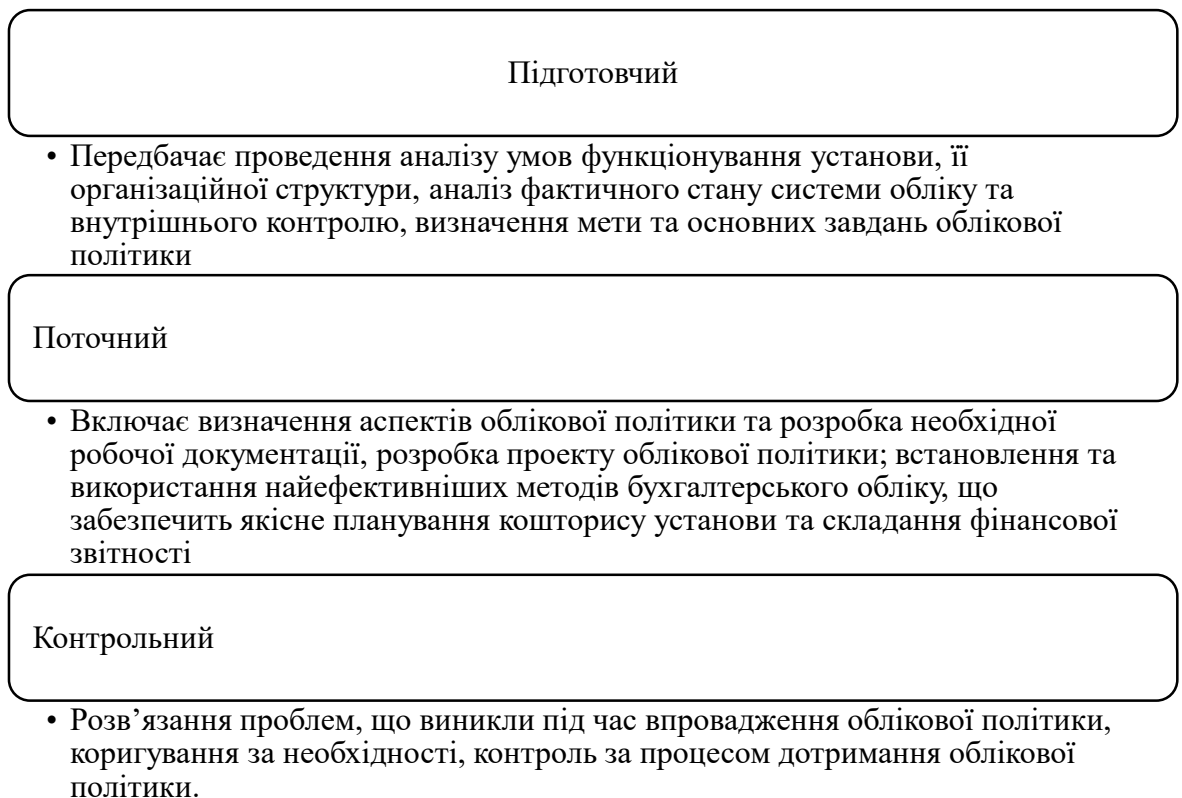 Підготовчий
• Передбачає проведення аналізу умов функціонування установи, її
організаційної структури, аналіз фактичного стану системи обліку та
внутрішнього контролю, визначення мети та основних завдань облікової
політики
Поточний
• Включає визначення аспектів облікової політики та розробка необхідної
робочої документації, розробка проекту облікової політики; встановлення та
використання найефективніших методів бухгалтерського обліку, що
забезпечить якісне планування кошторису установи та складання фінансової
звітності
Контрольний
• Розв’язання проблем, що виникли під час впровадження облікової політики,
коригування за необхідності, контроль за процесом дотримання облікової
політики.